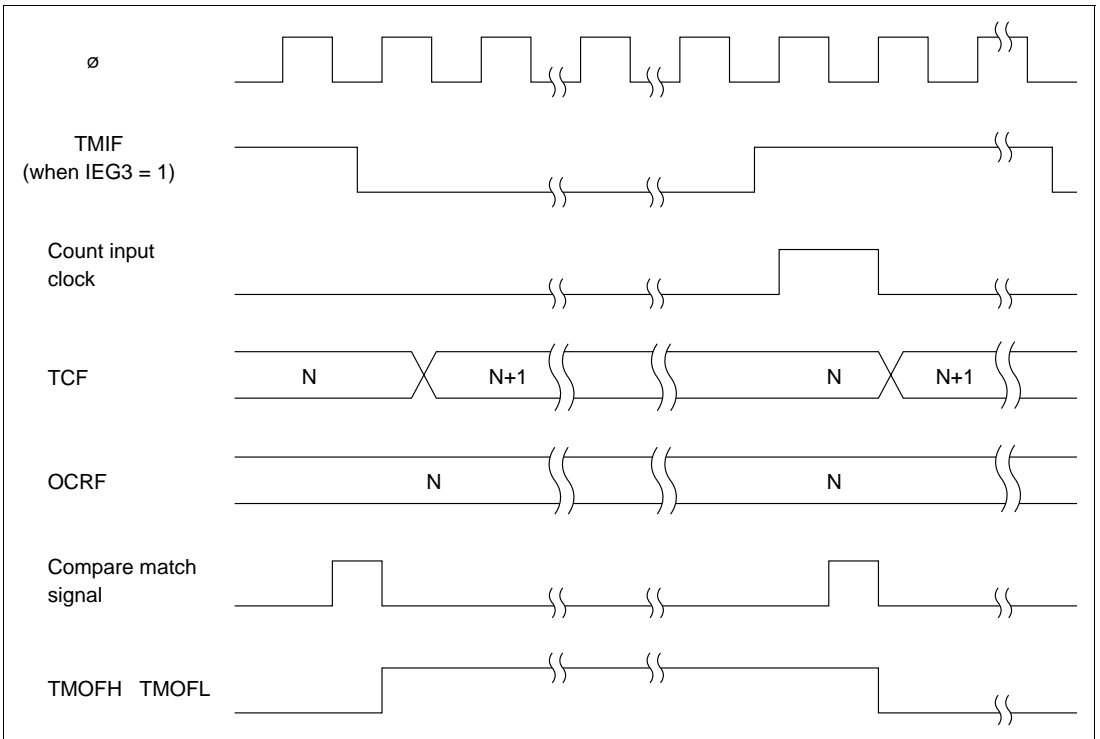 ø
TMIF
(when IEG3 = 1)
Count input
clock
TCF
N
N+1
N
N+1
OCRF
N
N
Compare match
signal
TMOFH TMOFL